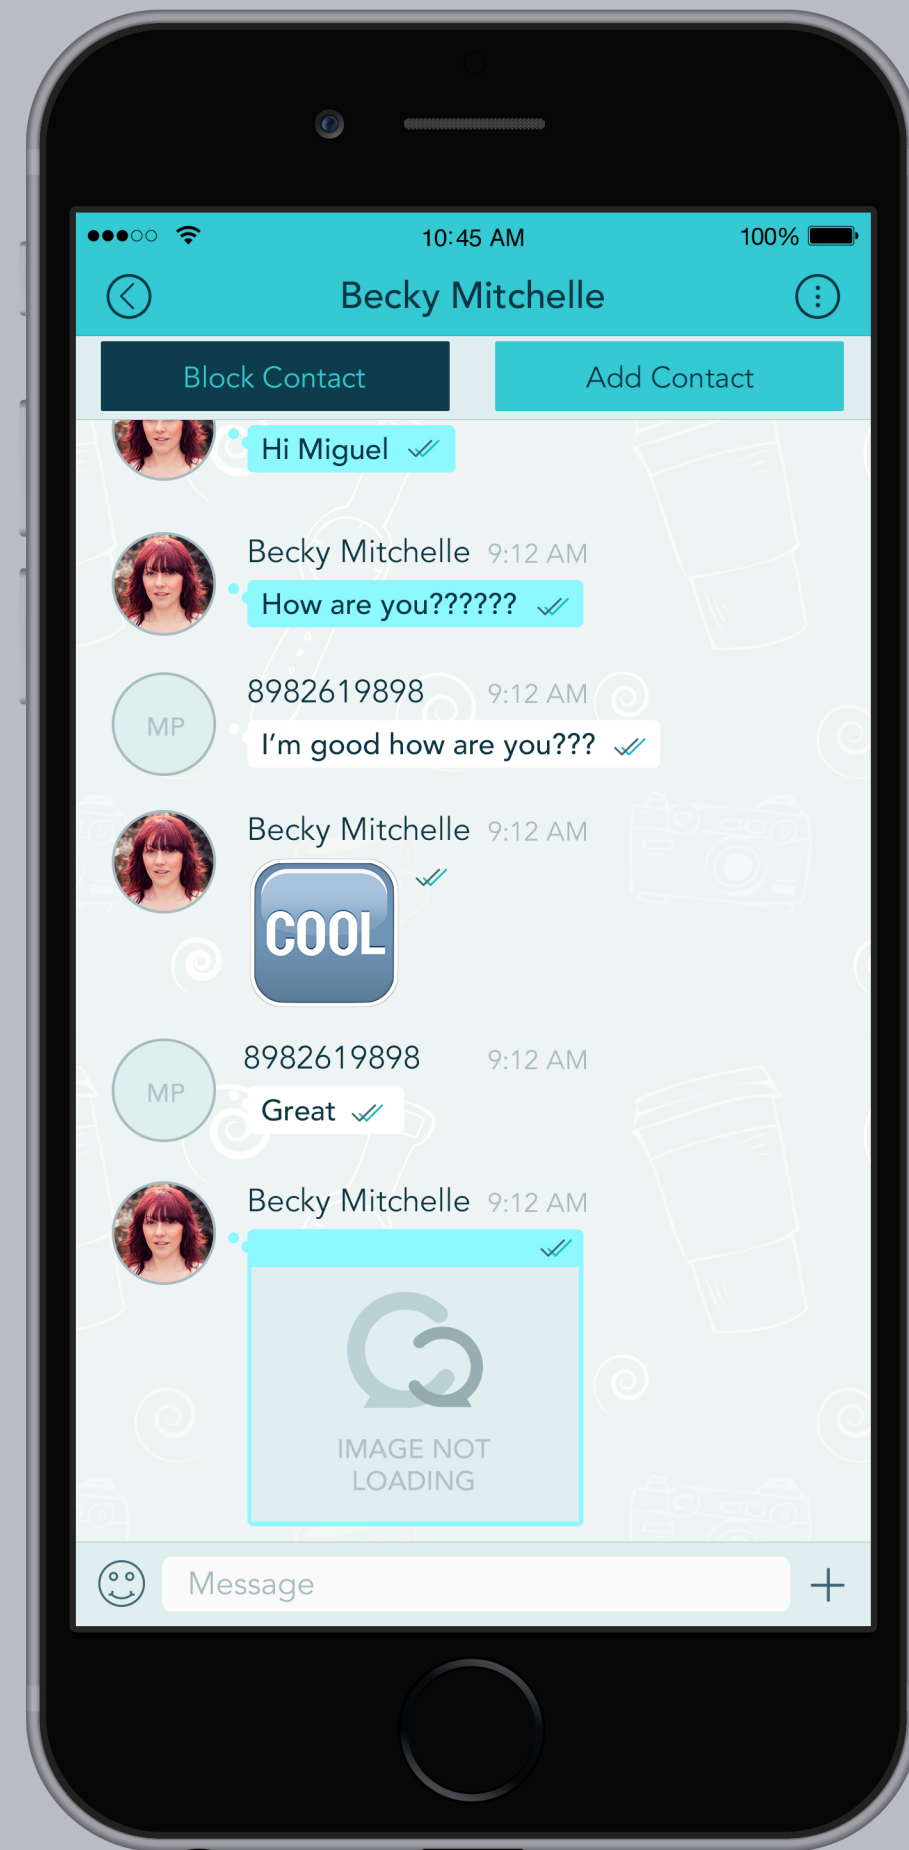 10:45 AM 100%
Becky Mitchelle
Block Contact Add Contact
Hi Miguel
Becky Mitchelle 9:12 AM
How are you??????
8982619898 9:12 AM
MP
I'm good how are you???
Becky Mitchelle 9:12 AM
COOL
8982619898 9:12 AM
MP
Great
Becky Mitchelle 9:12 AM
IMAGE NOT
LOADING
Message